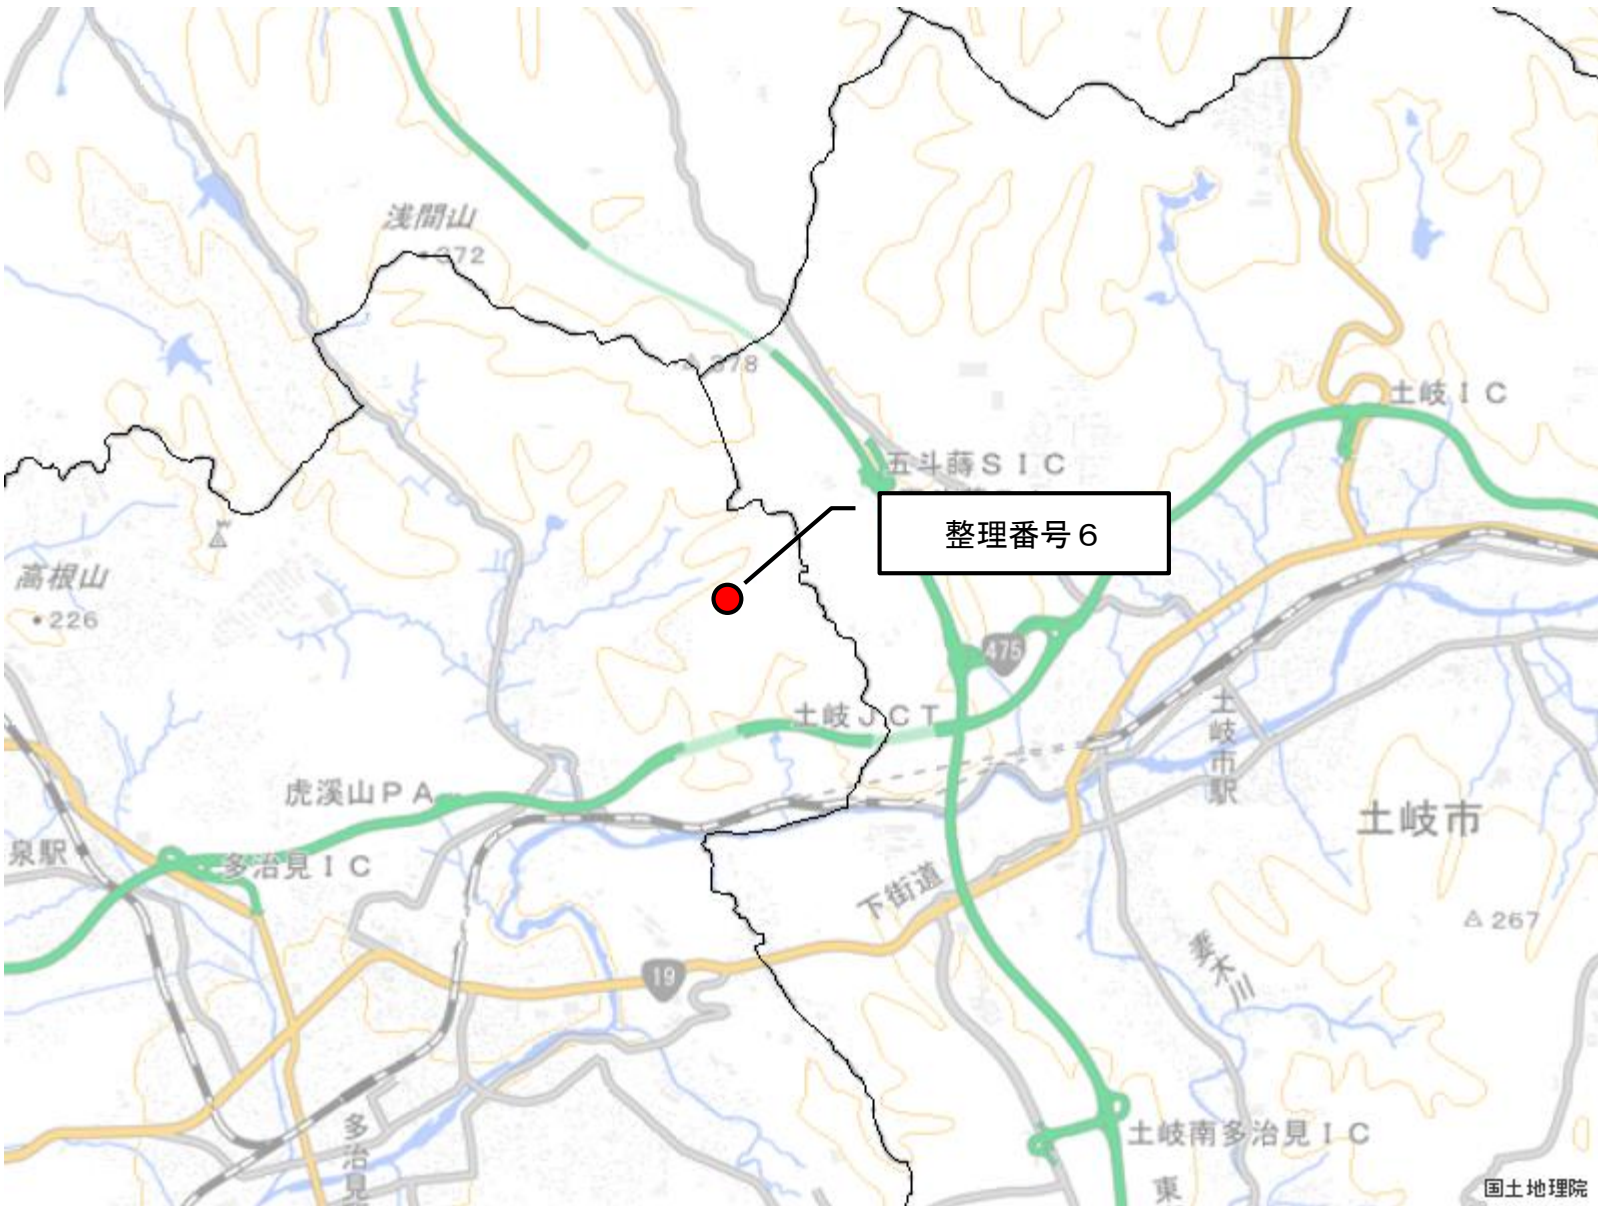 浅間山
372
378
土岐ＩＣ
五斗蒔ＳＩＣ
整理番号６
高根山
226
475
土岐ＪＣＴ
土岐市駅
虎溪山ＰＡ
土岐市
泉駅
多治見ＩＣ
下街道
267
妻木川
19
土岐南多治見ＩＣ
多治見
東
国土地理院